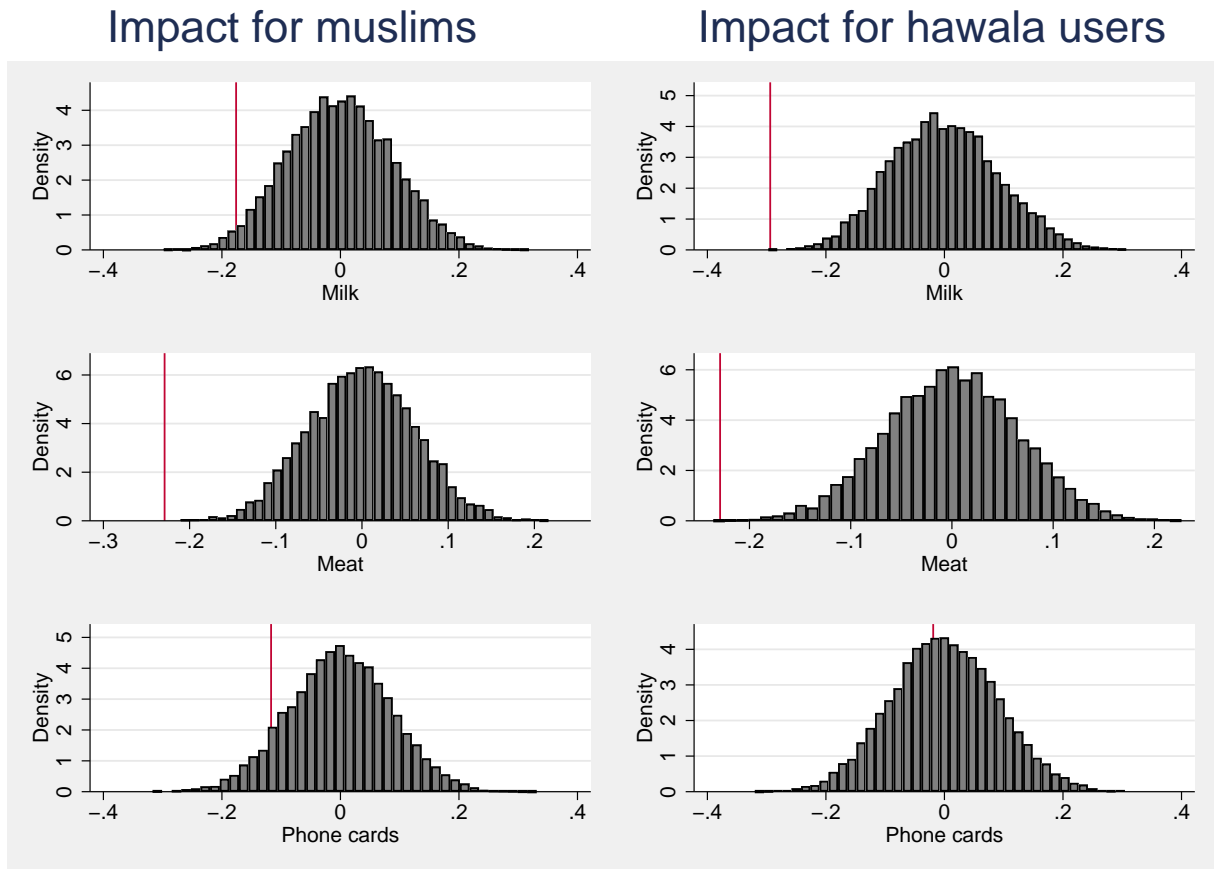 Impact for muslims
Impact for hawala users
Density
0 1 2 3 4
−.4 −.2 0 .2 .4
Milk
Density
0 1 2 3 4 5
−.4 −.2 0 .2 .4
Milk
Density
0 2 4 6
−.3 −.2 −.1 0 .1 .2
Meat
Density
0 2 4 6
−.2 −.1 0 .1 .2
Meat
Density
0 1 2 3 4 5
−.4 −.2 0 .2 .4
Phone cards
Density
0 1 2 3 4
−.4 −.2 0 .2 .4
Phone cards